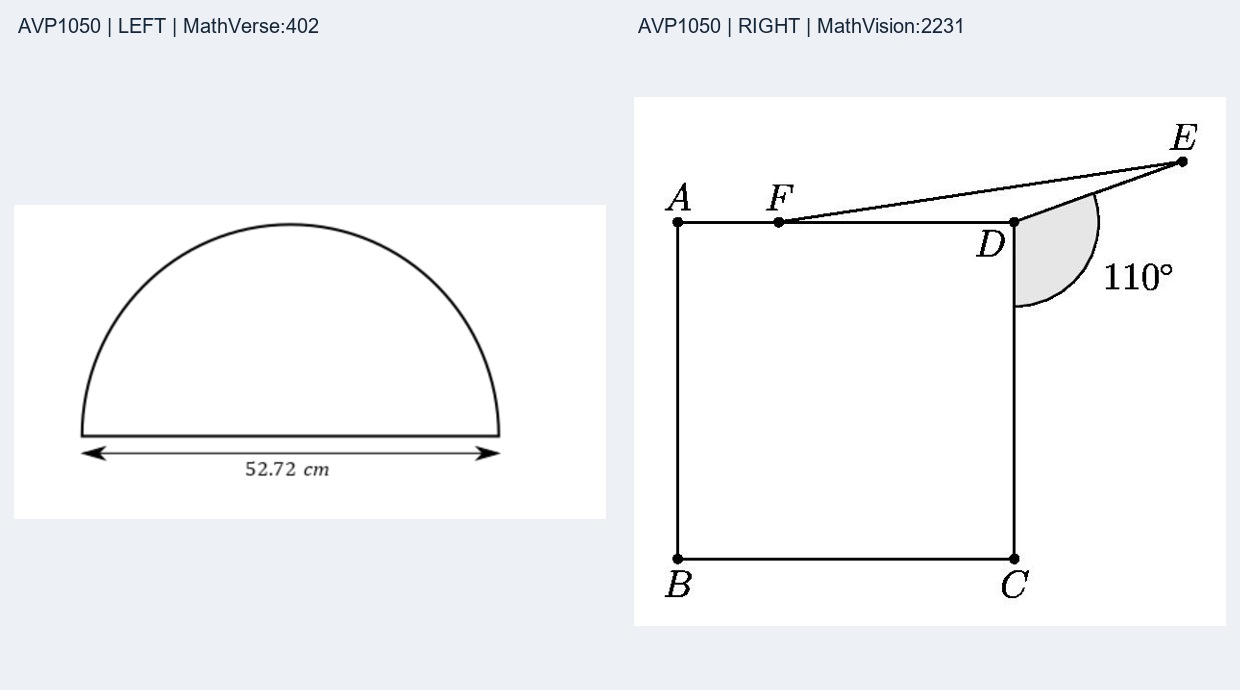 AVP1050 | LEFT | MathVerse:402
52.72 cm
AVP1050 | RIGHT | MathVision:2231
E
A F
D
110°
B C